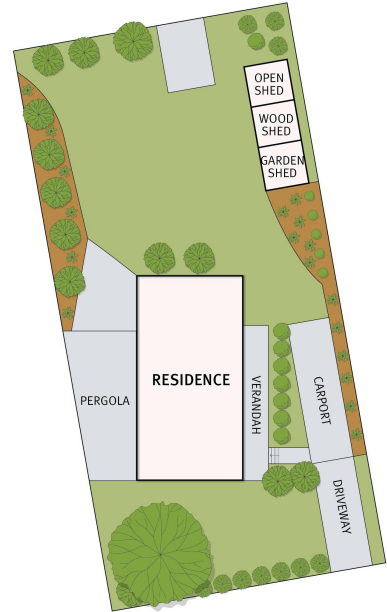 OPEN
SHED
WOOD
SHED
GARDEN
SHED
RESIDENCE
PERGOLA
VERANDAH
CARPORT
DRIVEWAY